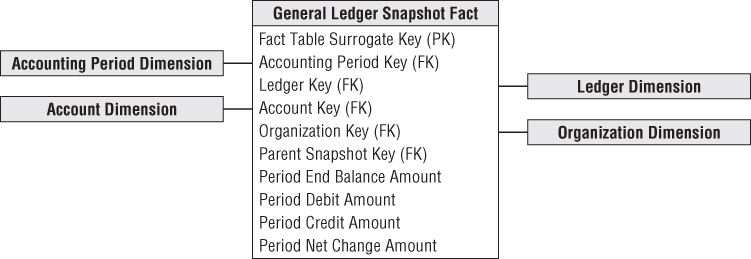 General Ledger Snapshot Fact
Fact Table Surrogate Key (PK)
Accounting Period Key (FK)
Ledger Key (FK)
Account Key (FK)
Organization Key (FK)
Parent Snapshot Key (FK)
Period End Balance Amount
Period Debit Amount
Period Credit Amount
Period Net Change Amount
Accounting Period Dimension
Account Dimension
Ledger Dimension
Organization Dimension